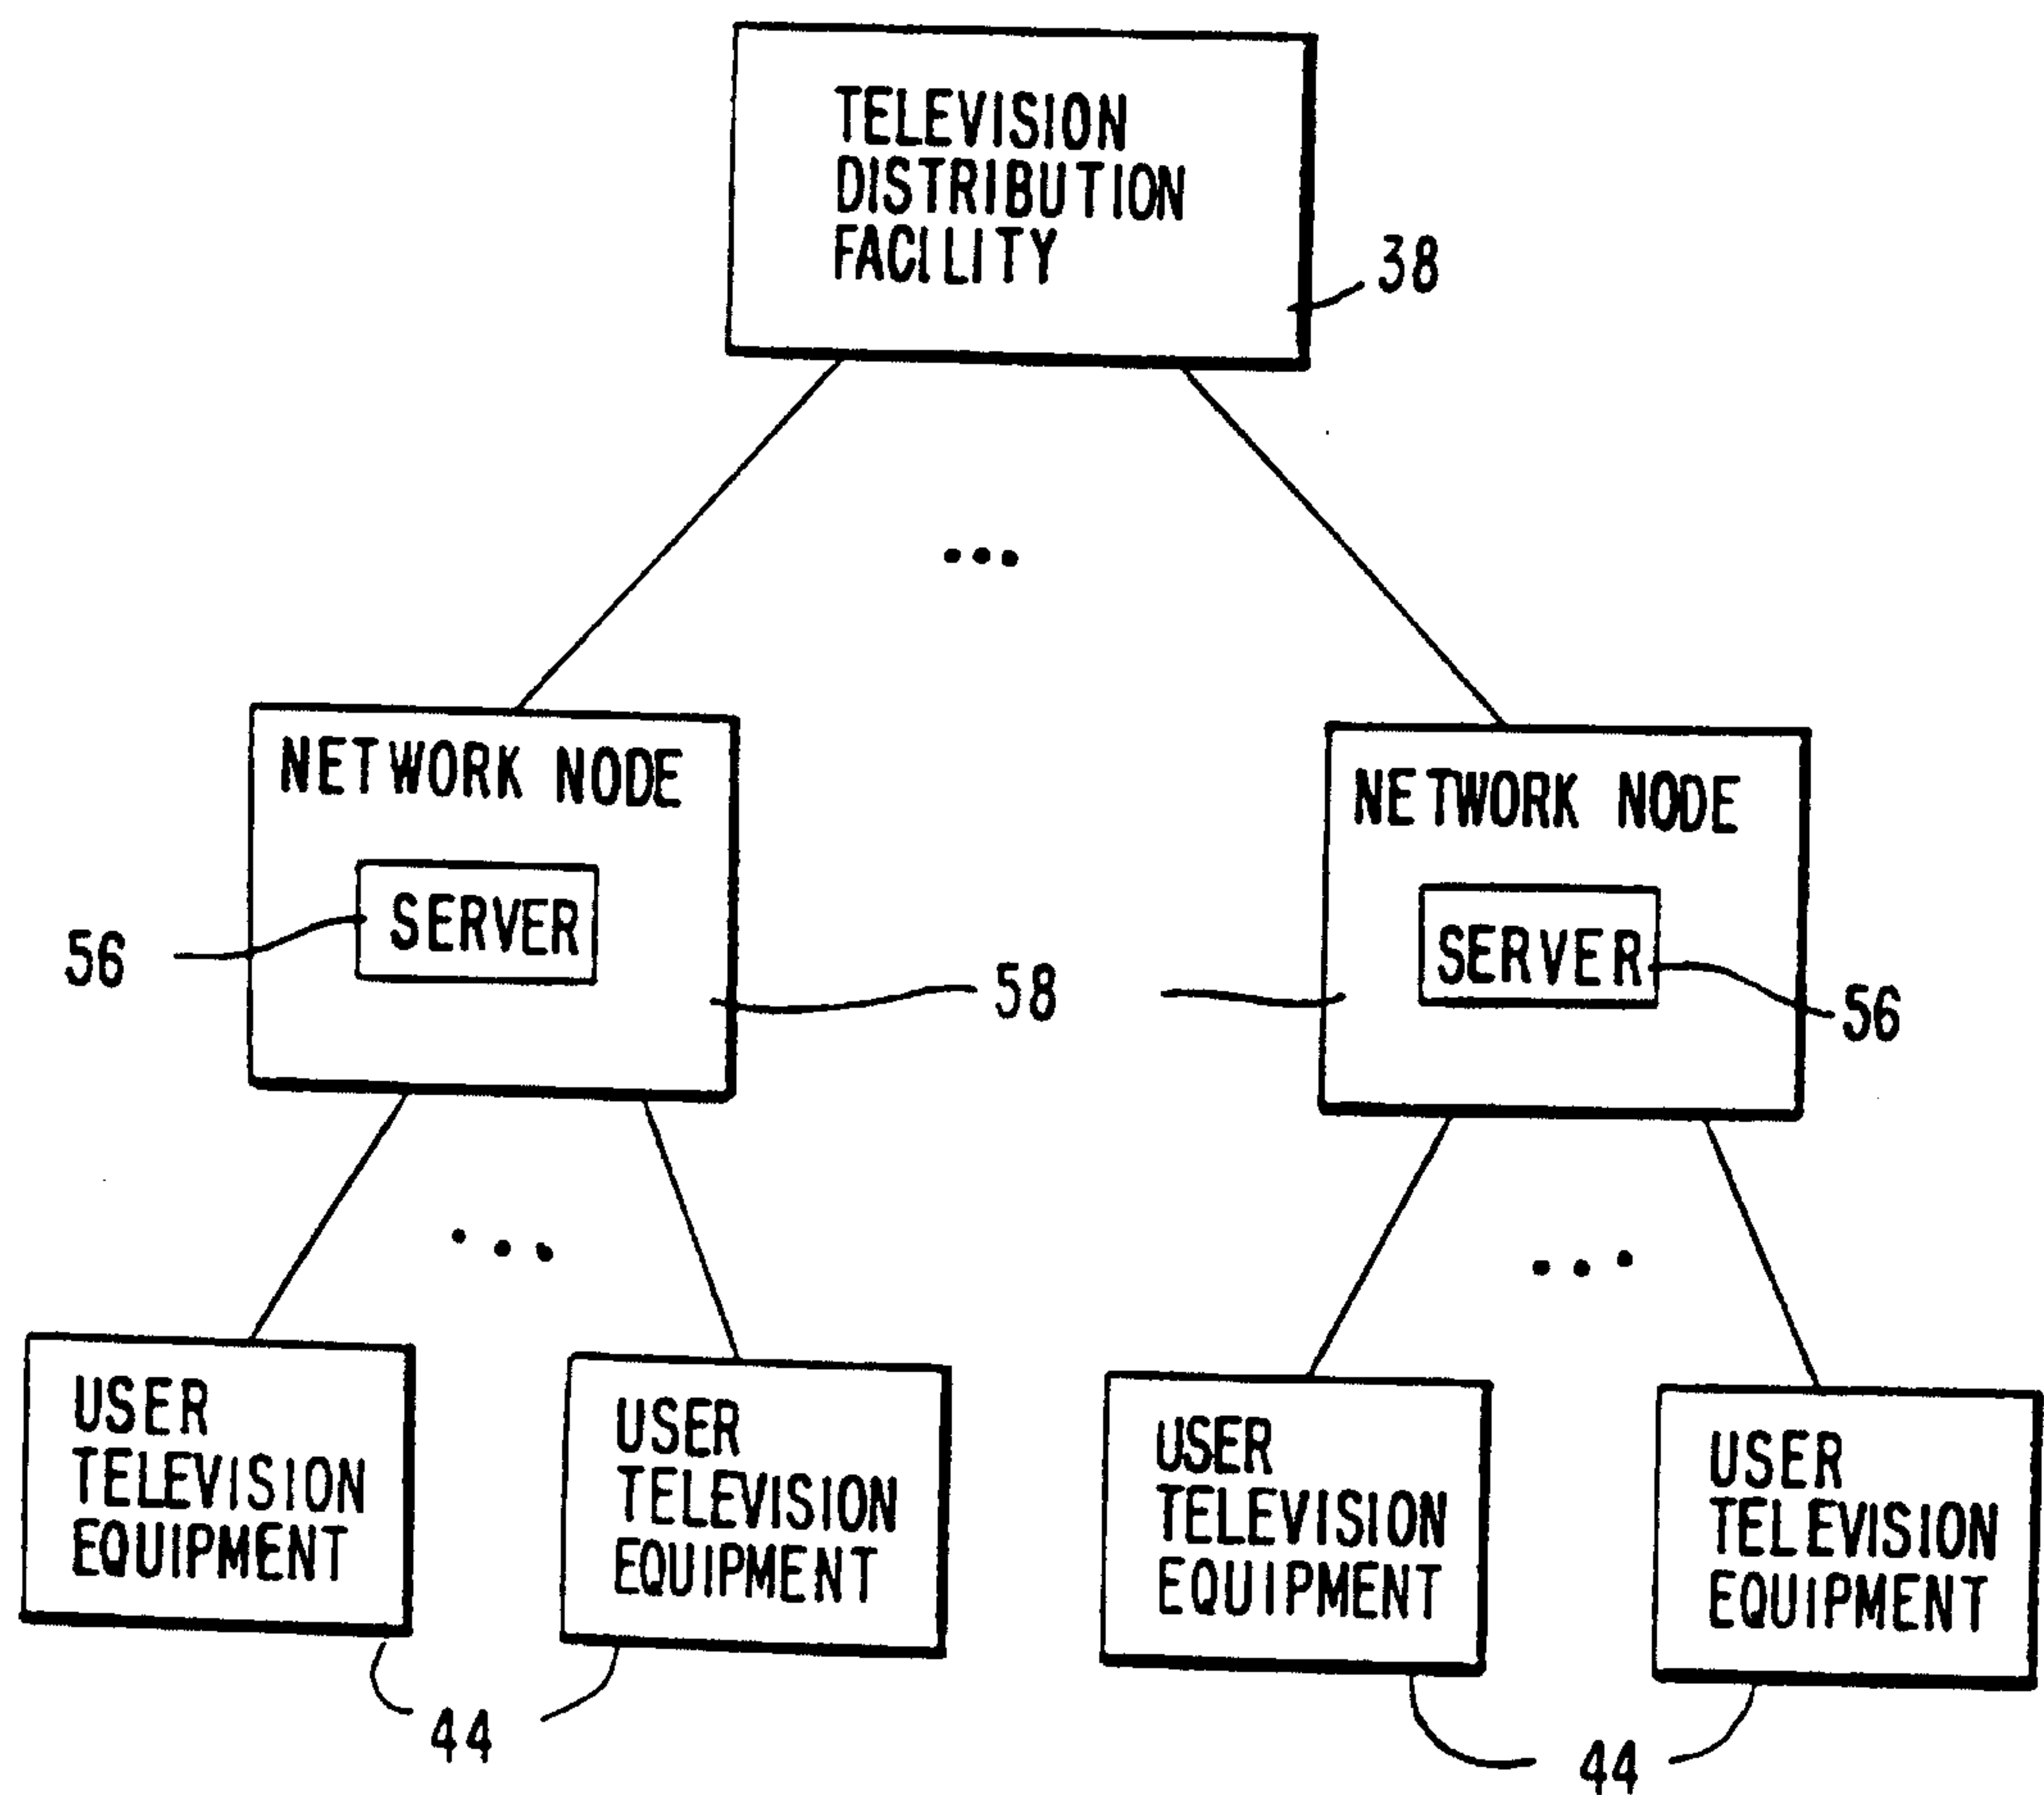 TELEVISION
DISTRIBUTION
FACILITY
38
NETWORK NODE
SERVER
56
58
NETWORK NODE
SERVER
56
USER
TELEVISION
EQUIPMENT
USER
TELEVISION
EQUIPMENT
44
USER
TELEVISION
EQUIPMENT
USER
TELEVISION
EQUIPMENT
44